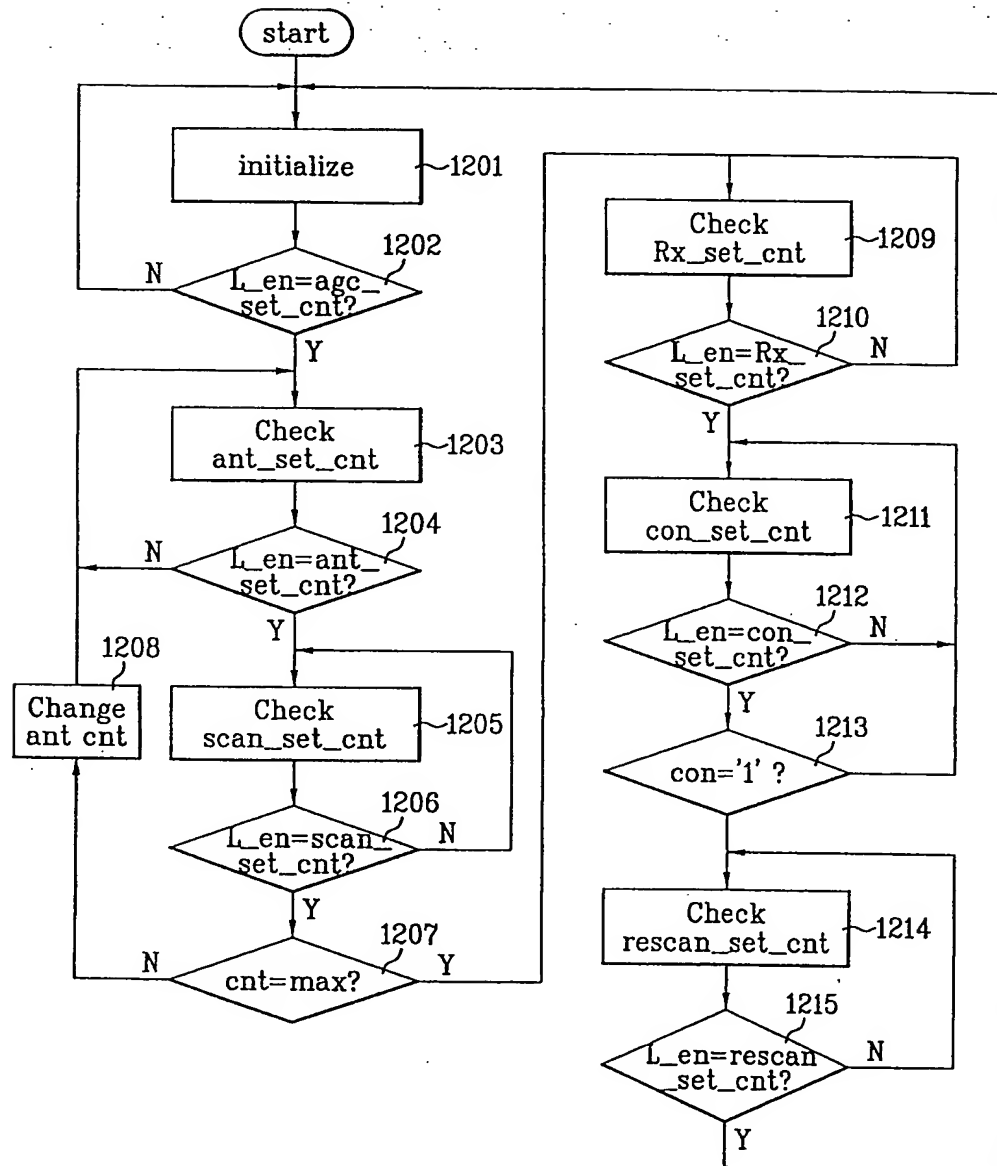 start
initialize
1201
1202
L_en=agc_
set_cnt?
N
Y
Check
ant_set_cnt
1203
1204
L_en=ant_
set_cnt?
N
Y
1208
Change
ant cnt
Check
scan_set_cnt
1205
1206
L_en=scan_
set_cnt?
N
Y
1207
cnt=max?
N
Y
Check
Rx_set_cnt
1209
1210
L_en=Rx_
set_cnt?
N
Y
Check
con_set_cnt
1211
1212
L_en=con_
set_cnt?
N
Y
1213
con='1' ?
Check
rescan_set_cnt
1214
1215
L_en=rescan
_set_cnt?
N
Y